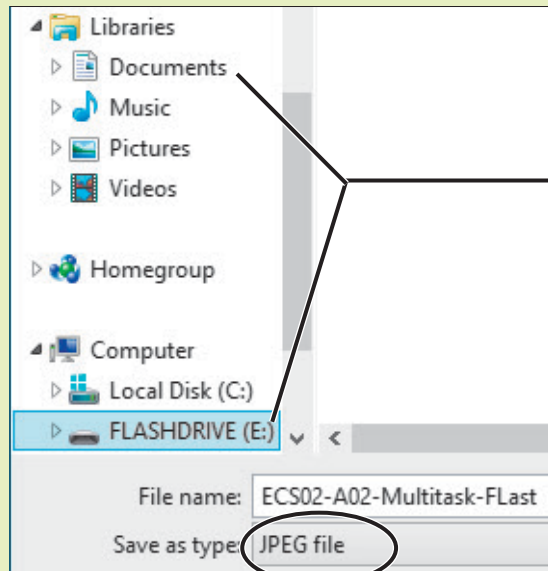 Libraries
Documents
Music
Pictures
Videos
Homegroup
Computer
Local Disk (C:)
FLASHDRIVE (E:)
File name: ECS02-A02-Multitask-FLast
Save as type: JPEG file